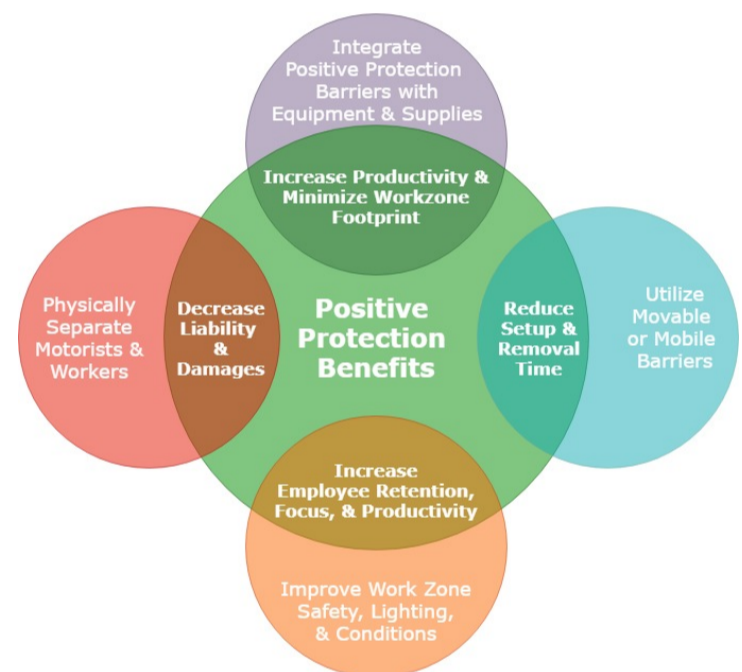 Integrate
Positive Protection
Barriers with
Equipment & Supplies
Increase Productivity &
Minimize Workzone
Footprint
Physically
Separate
Motorists &
Workers
Decrease
Liability
&
Damages
Positive
Protection
Benefits
Reduce
Setup &
Removal
Time
Utilize
Movable
or Mobile
Barriers
Increase
Employee Retention,
Focus, & Productivity
Improve Work Zone
Safety, Lighting,
& Conditions